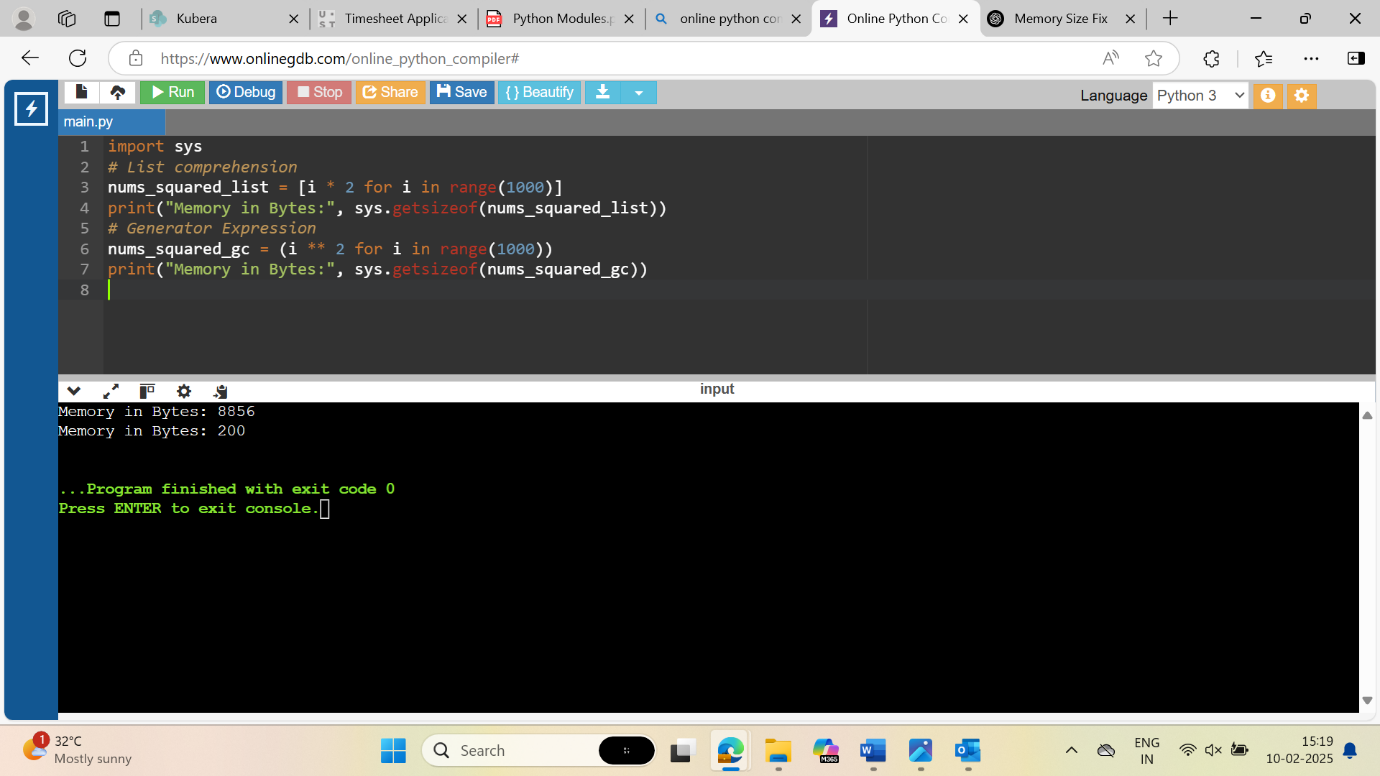 Kubera
Timesheet Applica
Python Modules.p
online python con
Online Python Co
Memory Size Fix
https://www.onlinegdb.com/online_python_compiler#
Run
Debug
Stop
Share
Save
{ } Beautify
Language Python 3
main.py
1 import sys
2 # List comprehension
3 nums_squared_list = [i * 2 for i in range(1000)]
4 print("Memory in Bytes:", sys.getsizeof(nums_squared_list))
5 # Generator Expression
6 nums_squared_gc = (i ** 2 for i in range(1000))
7 print("Memory in Bytes:", sys.getsizeof(nums_squared_gc))
8
input
Memory in Bytes: 8856
Memory in Bytes: 200
...Program finished with exit code 0
Press ENTER to exit console.
1
32°C
Mostly sunny
Search
M365
ENG
IN
15:19
10-02-2025